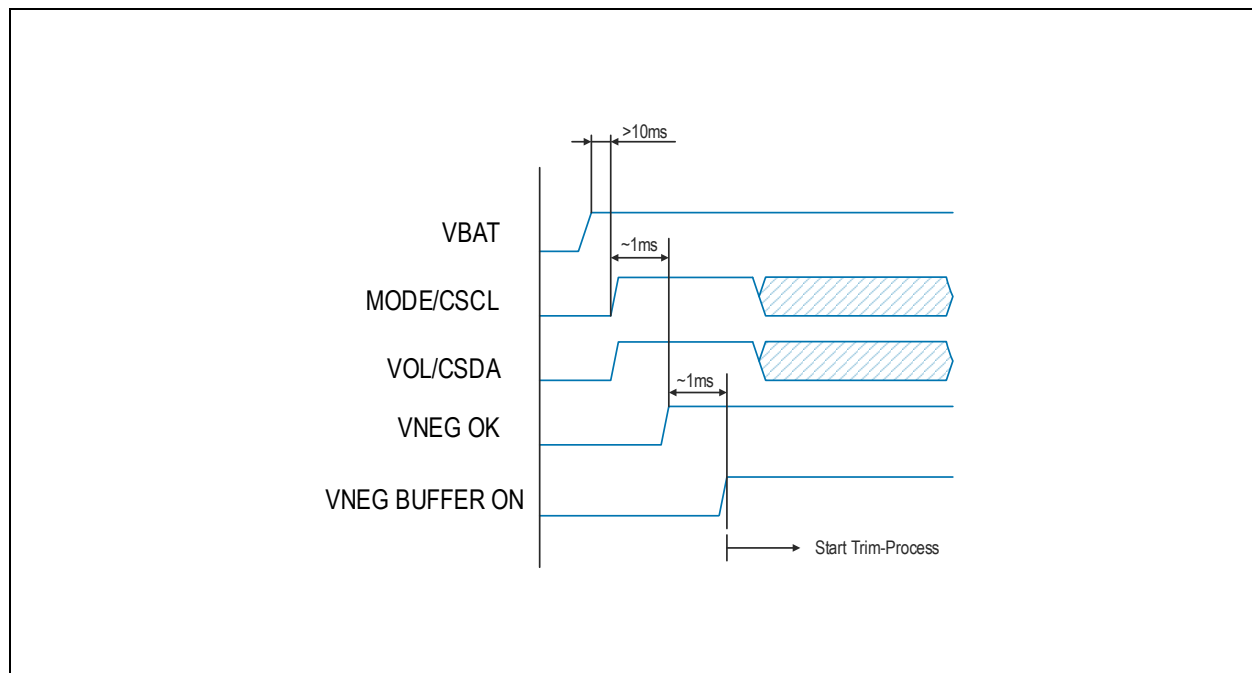 >10ms
VBAT
~1ms
MODE/CSCL
VOL/CSDA
~1ms
VNEG OK
VNEG BUFFER ON
Start Trim-Process